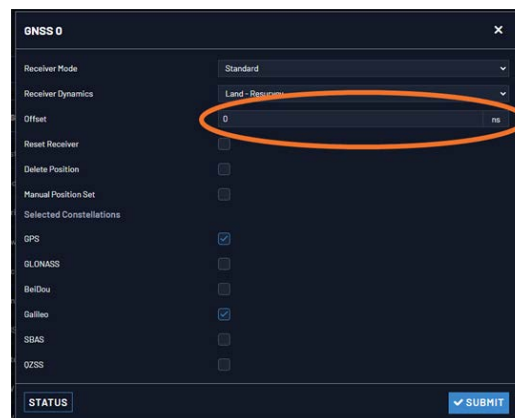 GNSS 0 ×
Receiver Mode Standard
Receiver Dynamics Land - Resurvey
Offset 0 ns
Reset Receiver
Delete Position
Manual Position Set
Selected Constellations
GPS
GLONASS
BeiDou
Galileo
SBAS
QZSS
STATUS SUBMIT